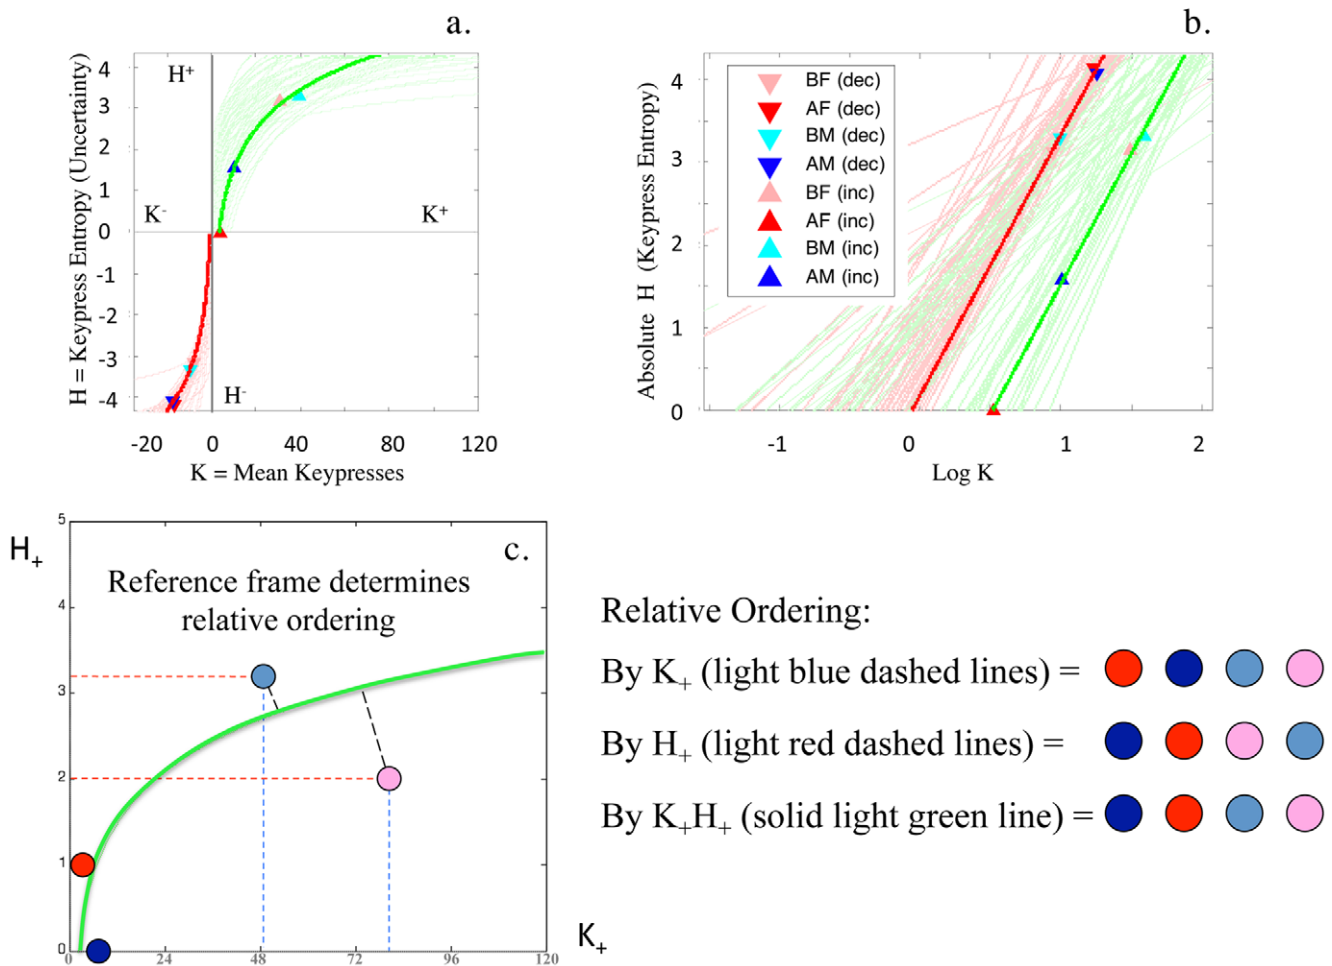 a.
H = Keypress Entropy (Uncertainty)
4
3
2
1
0
-1
-2
-3
-4
H+
K-
K+
H-
-20 0 40 80 120
K = Mean Keypresses
b.
Absolute H (Keypress Entropy)
4
3
2
1
0
BF (dec)
AF (dec)
BM (dec)
AM (dec)
BF (inc)
AF (inc)
BM (inc)
AM (inc)
-1 0 1 2
Log K
c.
H+
5
4
3
2
1
0
Reference frame determines
relative ordering
0 24 48 72 96 120
K+
Relative Ordering:
By K+ (light blue dashed lines) =
By H+ (light red dashed lines) =
By K+H+ (solid light green line) =